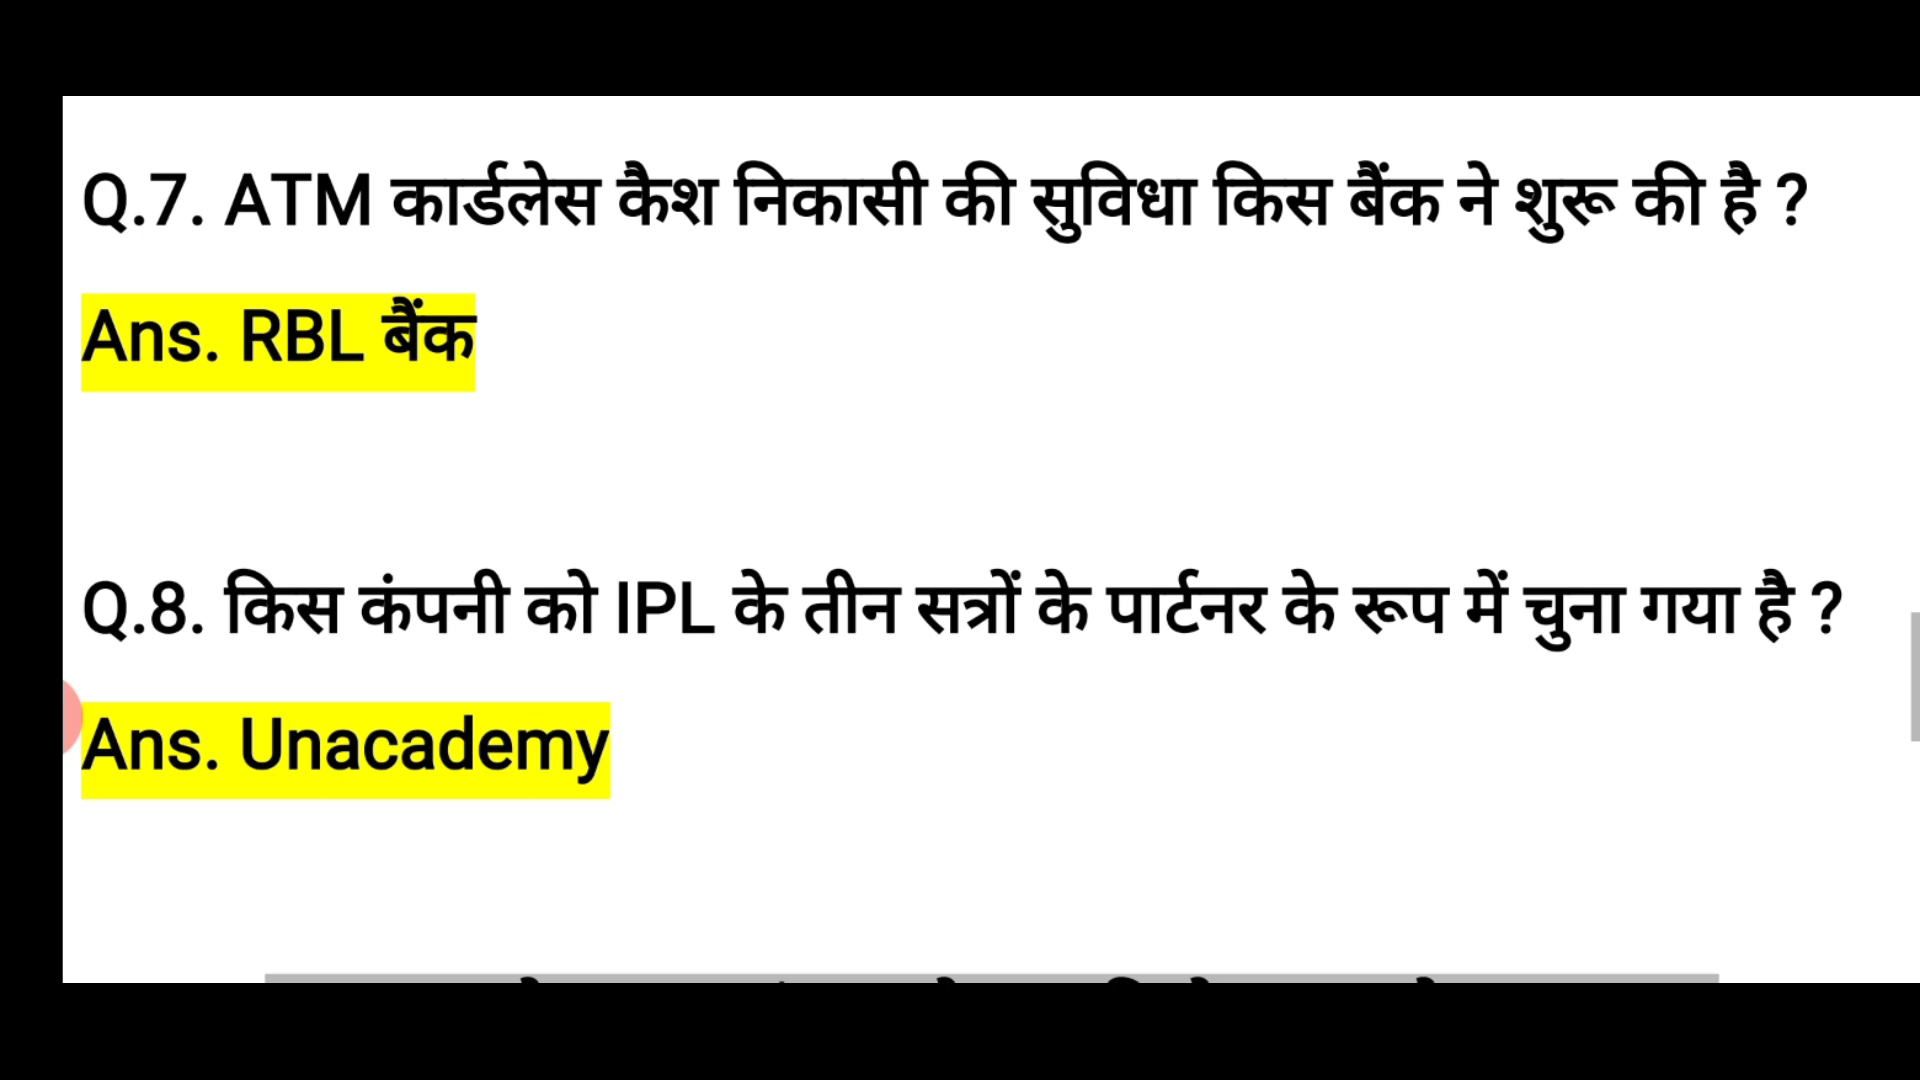 Q.7. ATM कार्डलेस कैश निकासी की सुविधा किस बैंक ने शुरू की है ?
Ans. RBL बैंक
Q.8. किस कंपनी को IPL के तीन सत्रों के पार्टनर के रूप में चुना गया है ?
Ans. Unacademy